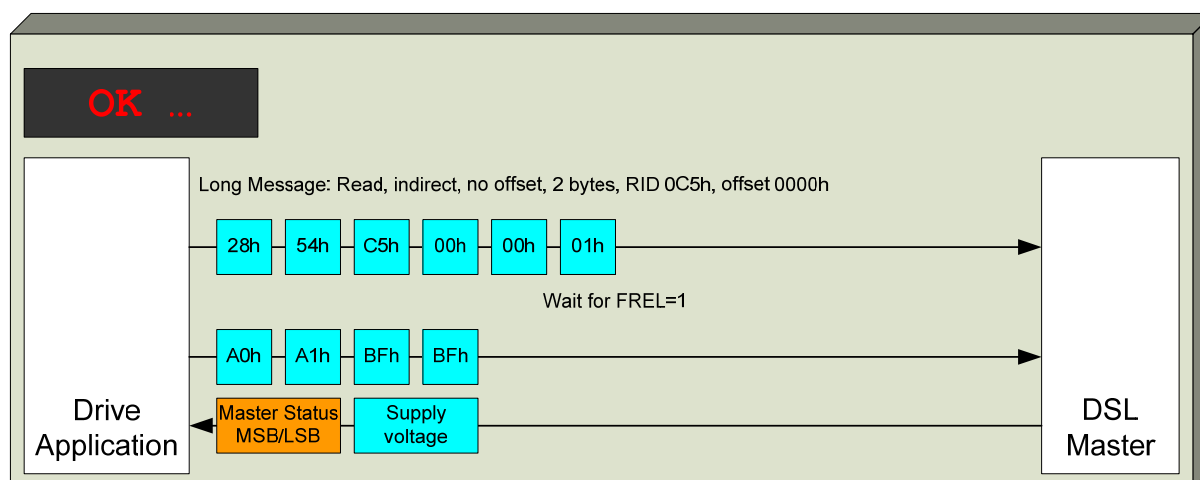 OK ...
Long Message: Read, indirect, no offset, 2 bytes, RID 0C5h, offset 0000h
28h 54h C5h 00h 00h 01h
Wait for FREL=1
A0h A1h BFh BFh
Master Status
MSB/LSB
Supply
voltage
Drive
Application
DSL
Master